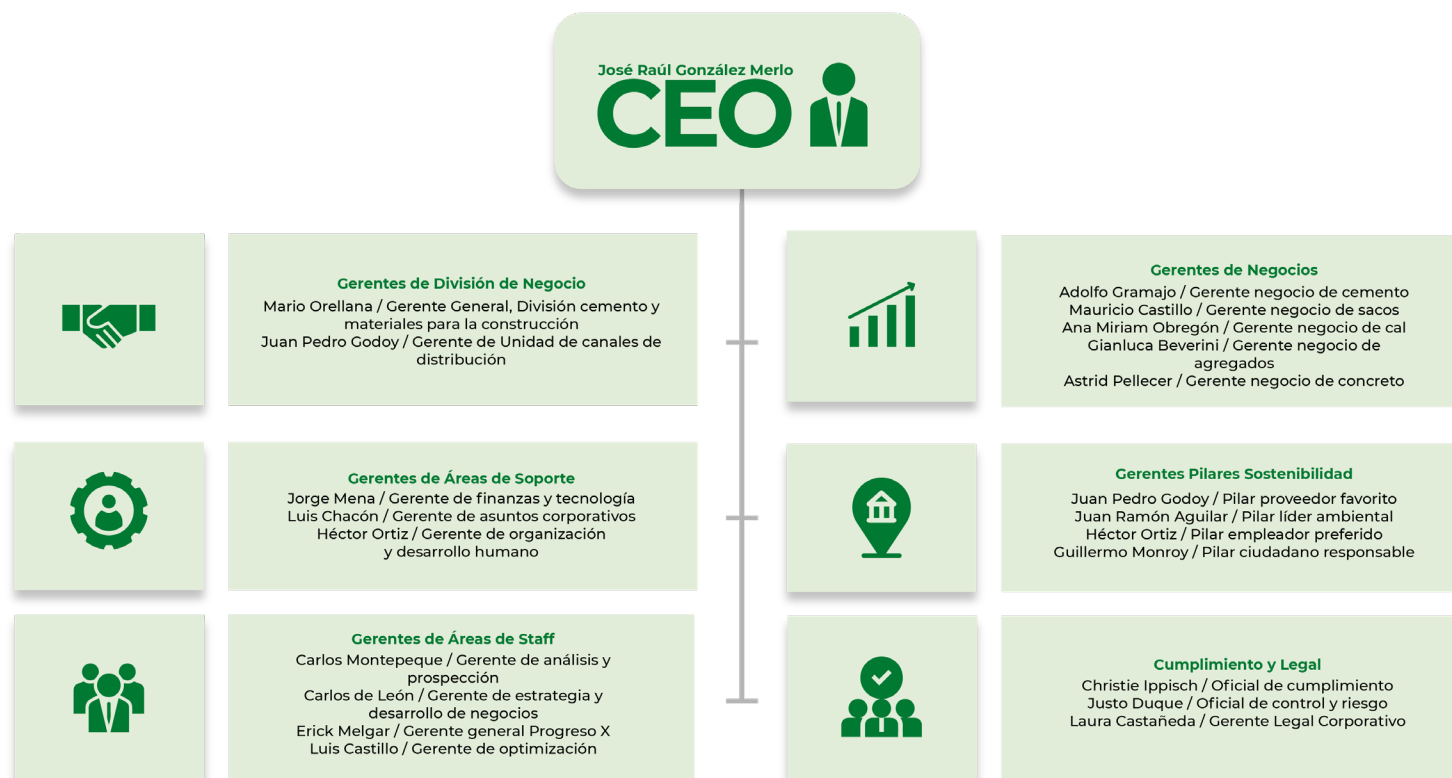 José Raúl González Merlo
CEO
Gerentes de División de Negocio
Mario Orellana / Gerente General, División cemento y
materiales para la construcción
Juan Pedro Godoy / Gerente de Unidad de canales de
distribución
Gerentes de Negocios
Adolfo Gramajo / Gerente negocio de cemento
Mauricio Castillo / Gerente negocio de sacos
Ana Miriam Obregón / Gerente negocio de cal
Gianluca Beverini / Gerente negocio de
agregados
Astrid Pellecer / Gerente negocio de concreto
Gerentes de Áreas de Soporte
Jorge Mena / Gerente de finanzas y tecnología
Luis Chacón / Gerente de asuntos corporativos
Héctor Ortiz / Gerente de organización
y desarrollo humano
Gerentes Pilares Sostenibilidad
Juan Pedro Godoy / Pilar proveedor favorito
Juan Ramón Aguilar / Pilar líder ambiental
Héctor Ortiz / Pilar empleador preferido
Guillermo Monroy / Pilar ciudadano responsable
Gerentes de Áreas de Staff
Carlos Montepeque / Gerente de análisis y
prospección
Carlos de León / Gerente de estrategia y
desarrollo de negocios
Erick Melgar / Gerente general Progreso X
Luis Castillo / Gerente de optimización
Cumplimiento y Legal
Christie Ippisch / Oficial de cumplimiento
Justo Duque / Oficial de control y riesgo
Laura Castañeda / Gerente Legal Corporativo